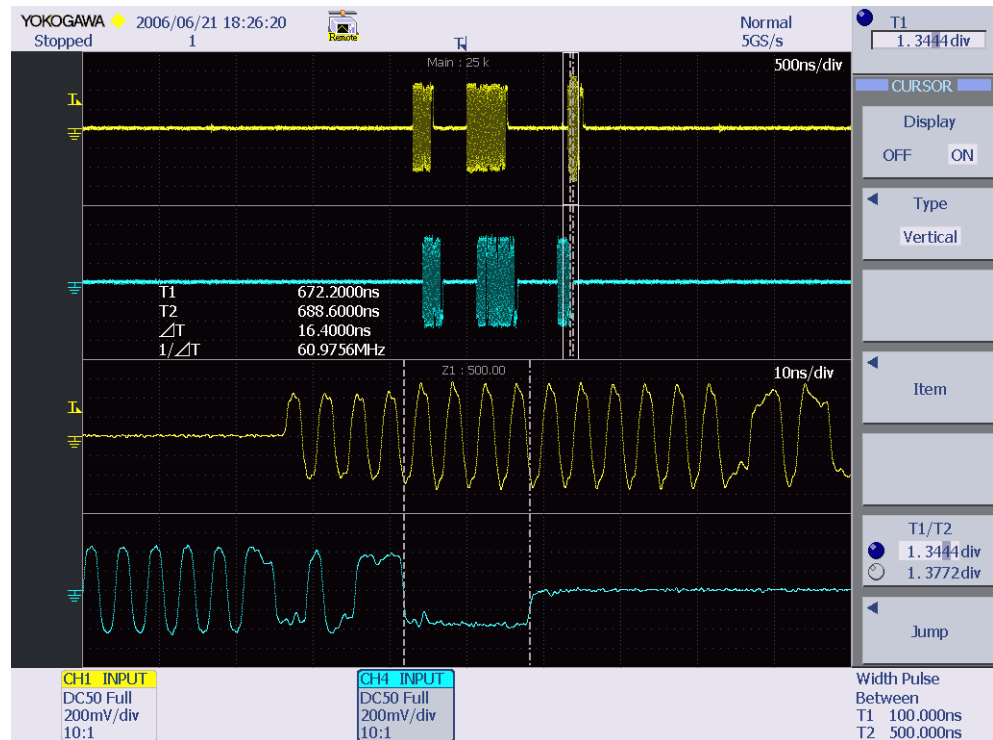 YOKOGAWA 2006/06/21 18:26:20 Normal
Stopped 1 5GS/s
Remote
T
Main : 25 k
500ns/div
T
T1 672.2000ns
T2 688.6000ns
⊿T 16.4000ns
1/⊿T 60.9756MHz
Z1 : 500.00
10ns/div
T
CH1 INPUT
DC50 Full
200mV/div
10:1
CH4 INPUT
DC50 Full
200mV/div
10:1
T1
1.3444div
CURSOR
Display
OFF ON
Type
Vertical
Item
T1/T2
1.3444div
1.3772div
Jump
Width Pulse
Between
T1 100.000ns
T2 500.000ns